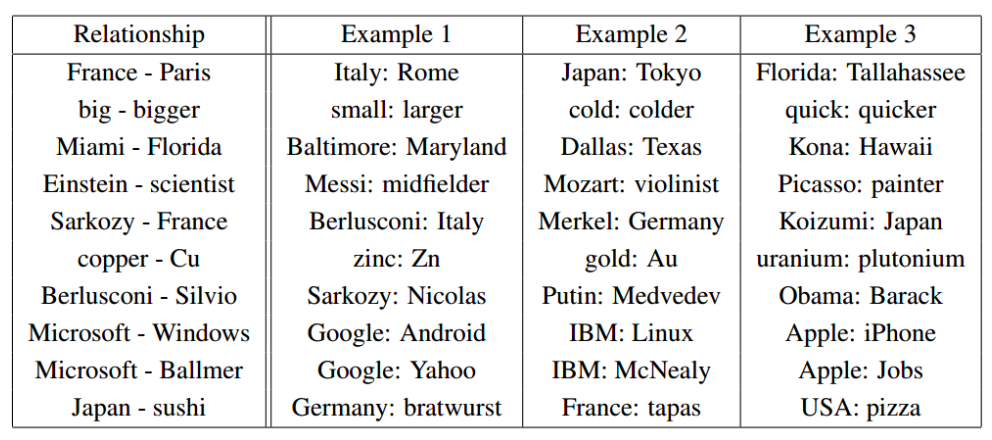 Relationship Example 1 Example 2 Example 3
France - Paris Italy: Rome Japan: Tokyo Florida: Tallahassee
big - bigger small: larger cold: colder quick: quicker
Miami - Florida Baltimore: Maryland Dallas: Texas Kona: Hawaii
Einstein - scientist Messi: midfielder Mozart: violinist Picasso: painter
Sarkozy - France Berlusconi: Italy Merkel: Germany Koizumi: Japan
copper - Cu zinc: Zn gold: Au uranium: plutonium
Berlusconi - Silvio Sarkozy: Nicolas Putin: Medvedev Obama: Barack
Microsoft - Windows Google: Android IBM: Linux Apple: iPhone
Microsoft - Ballmer Google: Yahoo IBM: McNealy Apple: Jobs
Japan - sushi Germany: bratwurst France: tapas USA: pizza